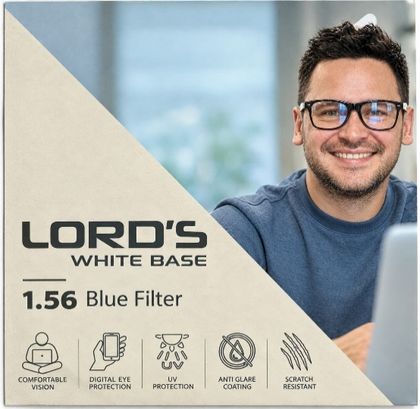 LORD'S
WHITE BASE
1.56 Blue Filter
COMFORTABLE
VISION
DIGITAL EYE
PROTECTION
UV
UV
PROTECTION
ANTI GLARE
COATING
SCRATCH
RESISTANT